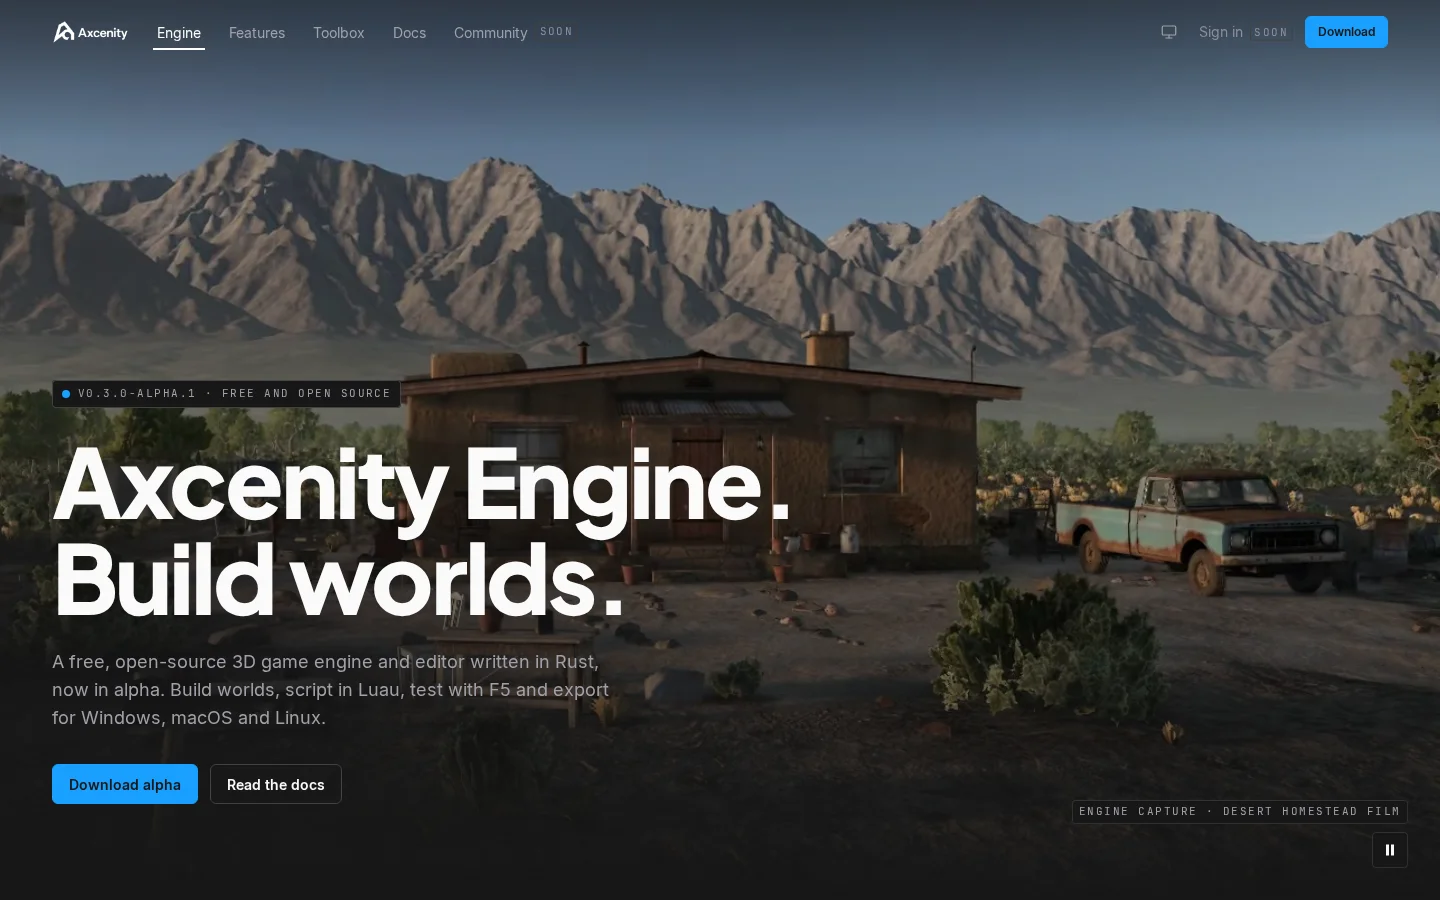 Axcenity
Engine
Features
Toolbox
Docs
Community SOON
Sign in SOON
Download
V0.3.0-ALPHA.1 · FREE AND OPEN SOURCE
Axcenity Engine.
Build worlds.
A free, open-source 3D game engine and editor written in Rust,
now in alpha. Build worlds, script in Luau, test with F5 and export
for Windows, macOS and Linux.
Download alpha
Read the docs
ENGINE CAPTURE · DESERT HOMESTEAD FILM